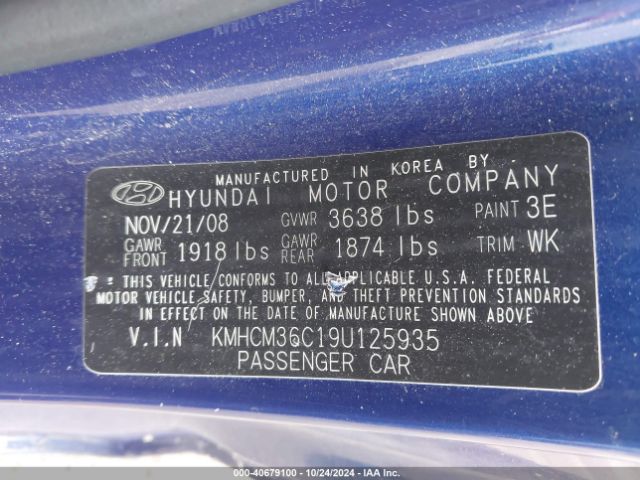 MANUFACTURED IN KOREA BY
HYUNDAI MOTOR COMPANY
NOV/21/08 GVWR 3638 lbs PAINT 3E
GAWR FRONT 1918 lbs GAWR REAR 1874 lbs TRIM WK
* THIS VEHICLE CONFORMS TO ALL APPLICABLE U.S.A. FEDERAL
MOTOR VEHICLE SAFETY, BUMPER, AND THEFT PREVENTION STANDARDS
IN EFFECT ON THE DATE OF MANUFACTURE SHOWN ABOVE
V.I.N KMHCM36C19U125935
PASSENGER CAR
000-40679100 - 10/24/2024 - IAA Inc.